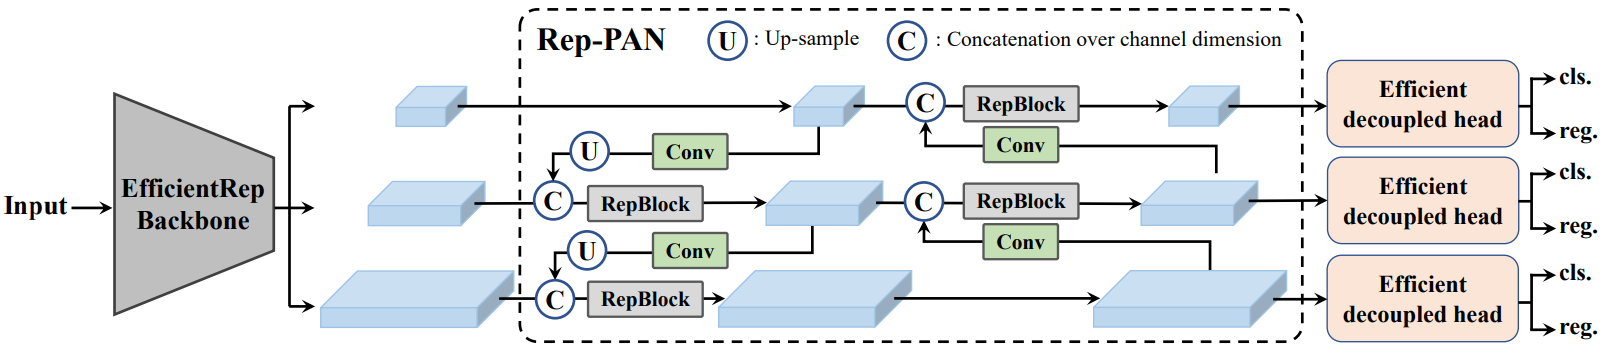 Rep-PAN
U : Up-sample
C : Concatenation over channel dimension
Input
EfficientRep
Backbone
C
RepBlock
Conv
U
Conv
C
RepBlock
C
RepBlock
U
Conv
Conv
C
RepBlock
Efficient
decoupled head
cls.
reg.
Efficient
decoupled head
cls.
reg.
Efficient
decoupled head
cls.
reg.